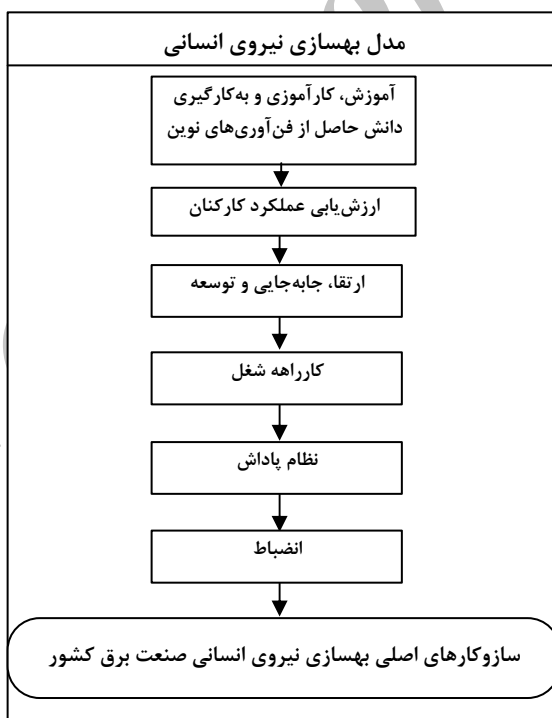 مدل بهسازی نیروی انسانی
آموزش، کارآموزی و به‌کارگیری
دانش حاصل از فن‌آوری‌های نوین
ارزش‌یابی عملکرد کارکنان
ارتقا، جابه‌جایی و توسعه
کارراهه شغل
نظام پاداش
انضباط
سازوکارهای اصلی بهسازی نیروی انسانی صنعت برق کشور